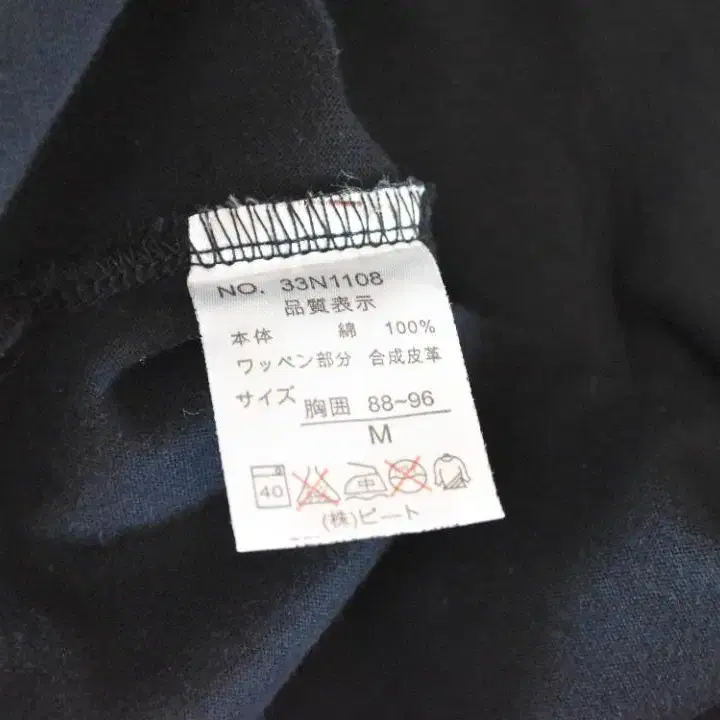 NO. 33N1108
品質表示
本体 綿 100%
ワッペン部分 合成皮革
サイズ 胸囲 88~96
M
40 中
(株)ピート